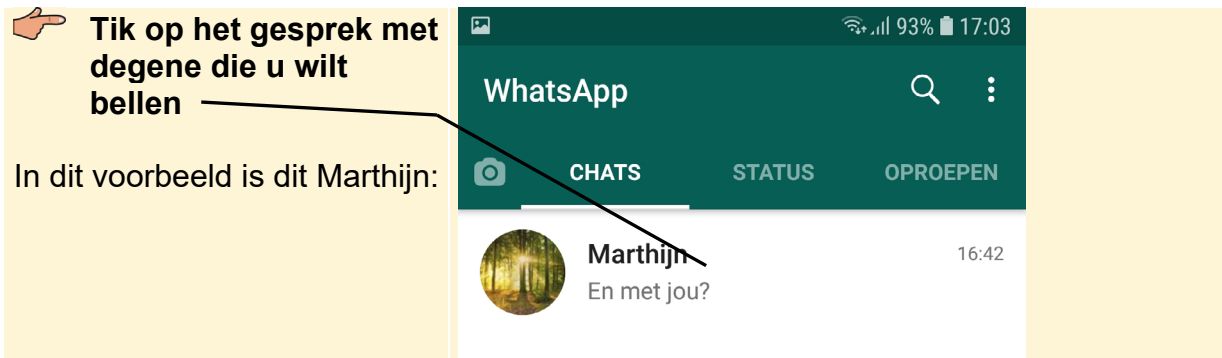 Tik op het gesprek met
degene die u wilt
bellen
In dit voorbeeld is dit Marthijn:
93% 17:03
WhatsApp
CHATS STATUS OPROEPEN
Marthijn 16:42
En met jou?